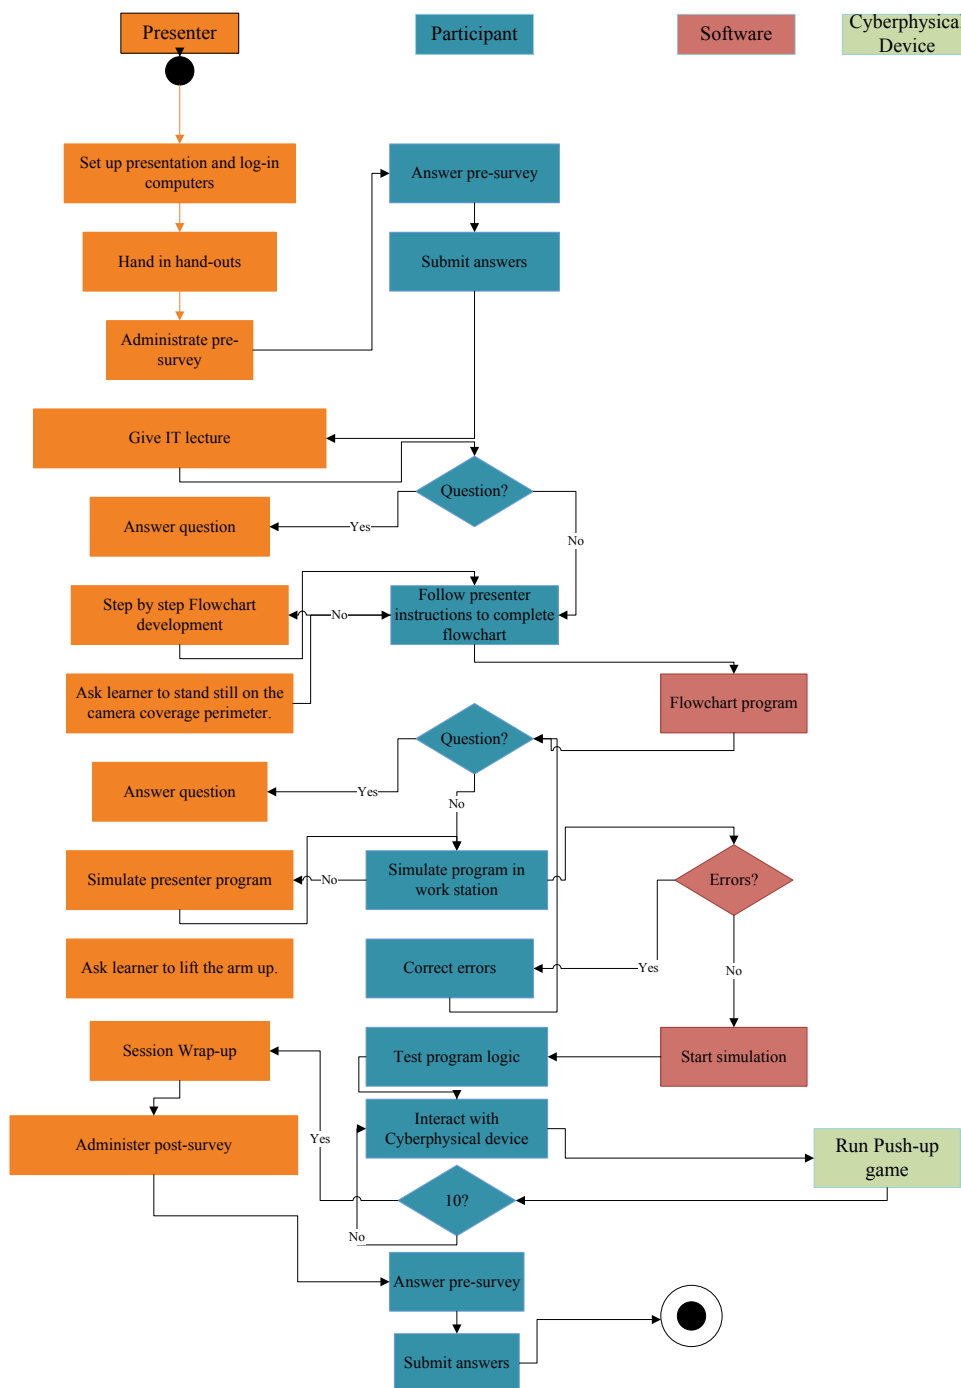 Presenter
Participant
Software
Cyberphysical
Device
Set up presentation and log-in
computers
Answer pre-survey
Hand in hand-outs
Submit answers
Administrate pre-
survey
Give IT lecture
Question?
Answer question
Yes
No
Step by step Flowchart
development
No
Follow presenter
instructions to complete
flowchart
Ask learner to stand still on the
camera coverage perimeter.
Flowchart program
Question?
Answer question
Yes
No
Simulate presenter program
No
Simulate program in
work station
Errors?
Ask learner to lift the arm up.
Correct errors
Yes
No
Session Wrap-up
Test program logic
Start simulation
Administer post-survey
Yes
Interact with
Cyberphysical device
Run Push-up
game
10?
No
Answer pre-survey
Submit answers